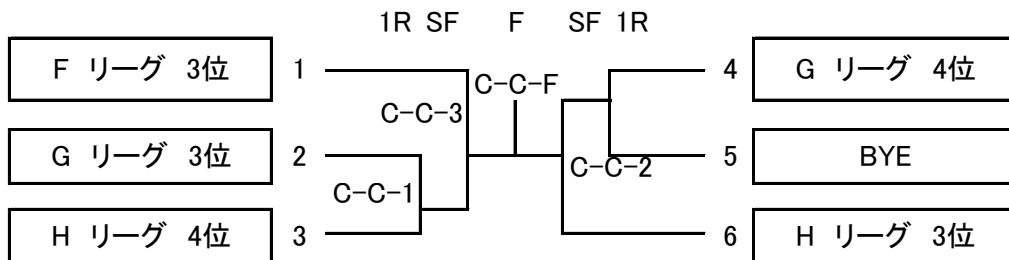 1R SF F SF 1R
F リーグ 3位 1
C-C-F
4 G リーグ 4位
C-C-3
G リーグ 3位 2
C-C-2
5 BYE
C-C-1
H リーグ 4位 3
6 H リーグ 3位